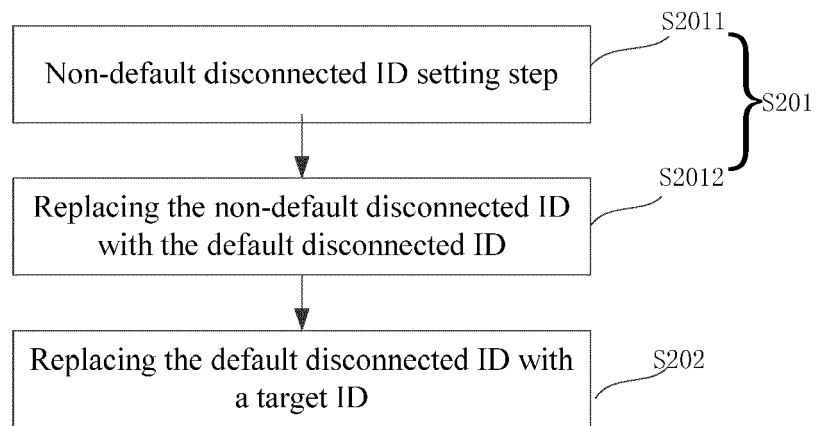 S2011
Non-default disconnected ID setting step
S201
S2012
Replacing the non-default disconnected ID
with the default disconnected ID
Replacing the default disconnected ID with
a target ID
S202